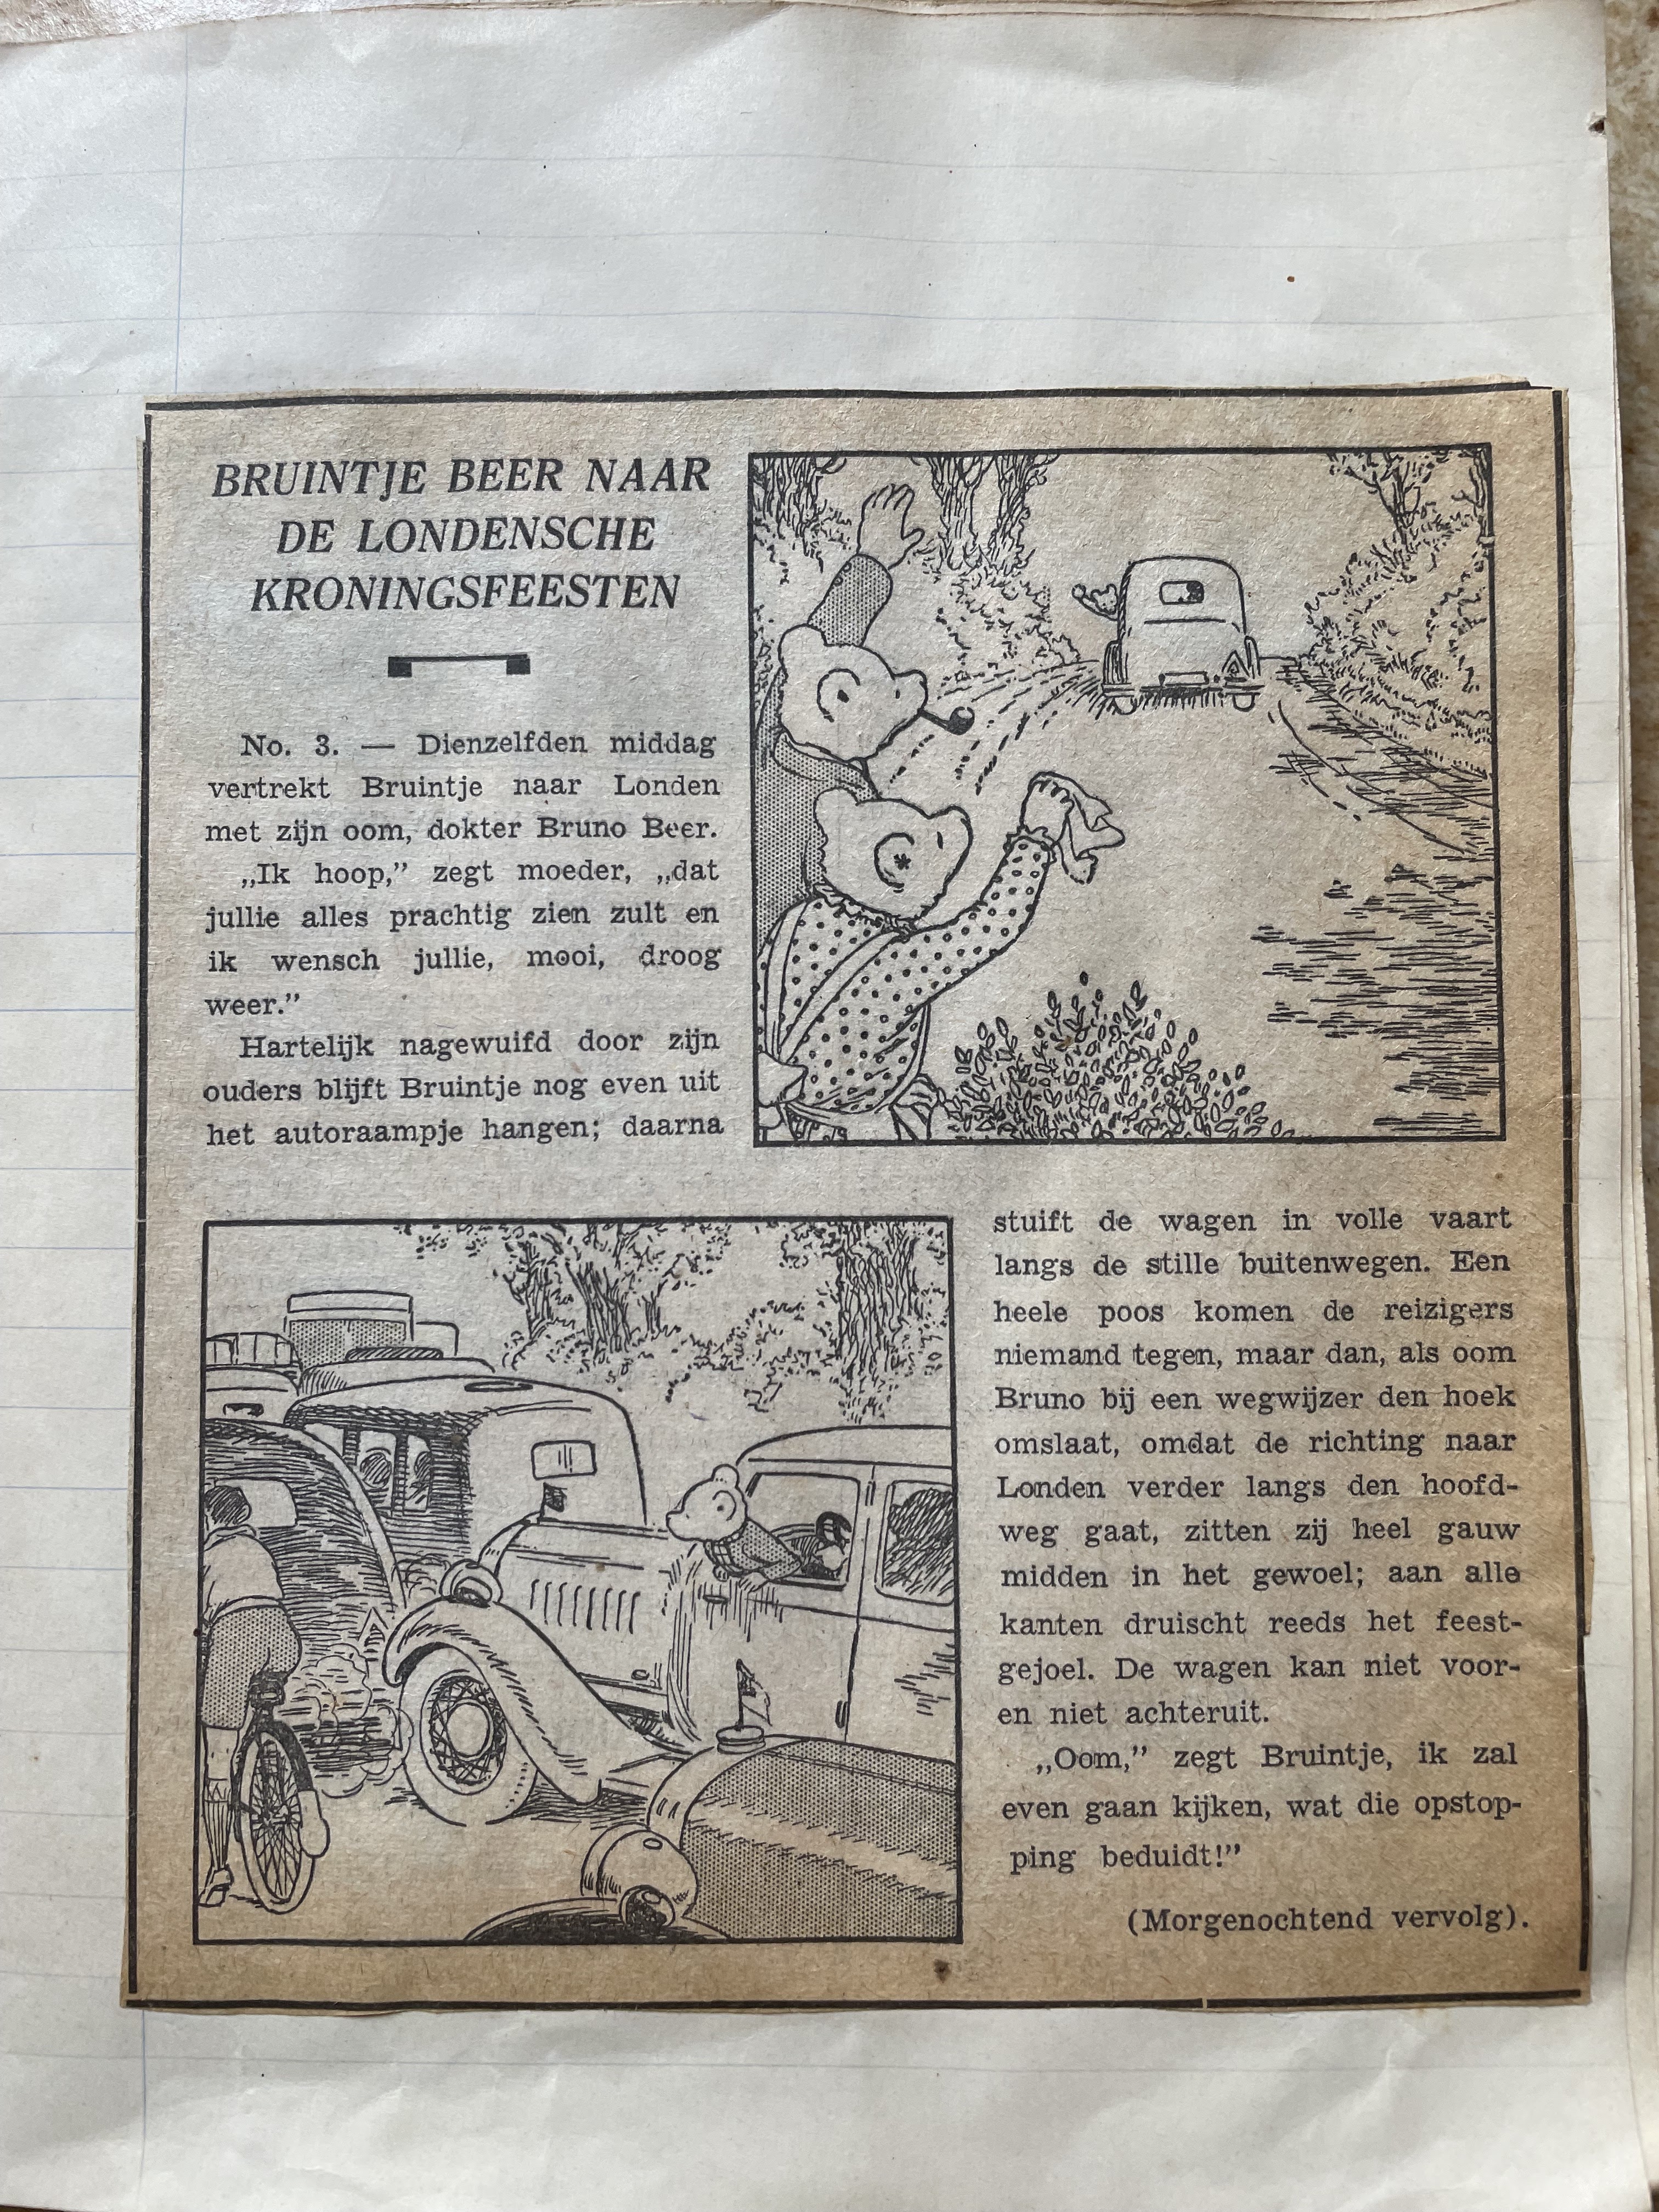 BRUINTJE BEER NAAR
DE LONDENSCHE
KRONINGSFEESTEN
No. 3. — Dienzelfden middag
vertrekt Bruintje naar Londen
met zijn oom, dokter Bruno Beer.
„Ik hoop,” zegt moeder, „dat
jullie alles prachtig zien zult en
ik wensch jullie, mooi, droog
weer.”
Hartelijk nagewuifd door zijn
ouders blijft Bruintje nog even uit
het autoraampje hangen; daarna
stuift de wagen in volle vaart
langs de stille buitenwegen. Een
heele poos komen de reizigers
niemand tegen, maar dan, als oom
Bruno bij een wegwijzer den hoek
omslaat, omdat de richting naar
Londen verder langs den hoofd-
weg gaat, zitten zij heel gauw
midden in het gewoel; aan alle
kanten druischt reeds het feest-
gejoel. De wagen kan niet voor-
en niet achteruit.
„Oom,” zegt Bruintje, ik zal
even gaan kijken, wat die opstop-
ping beduidt!”
(Morgenochtend vervolg).